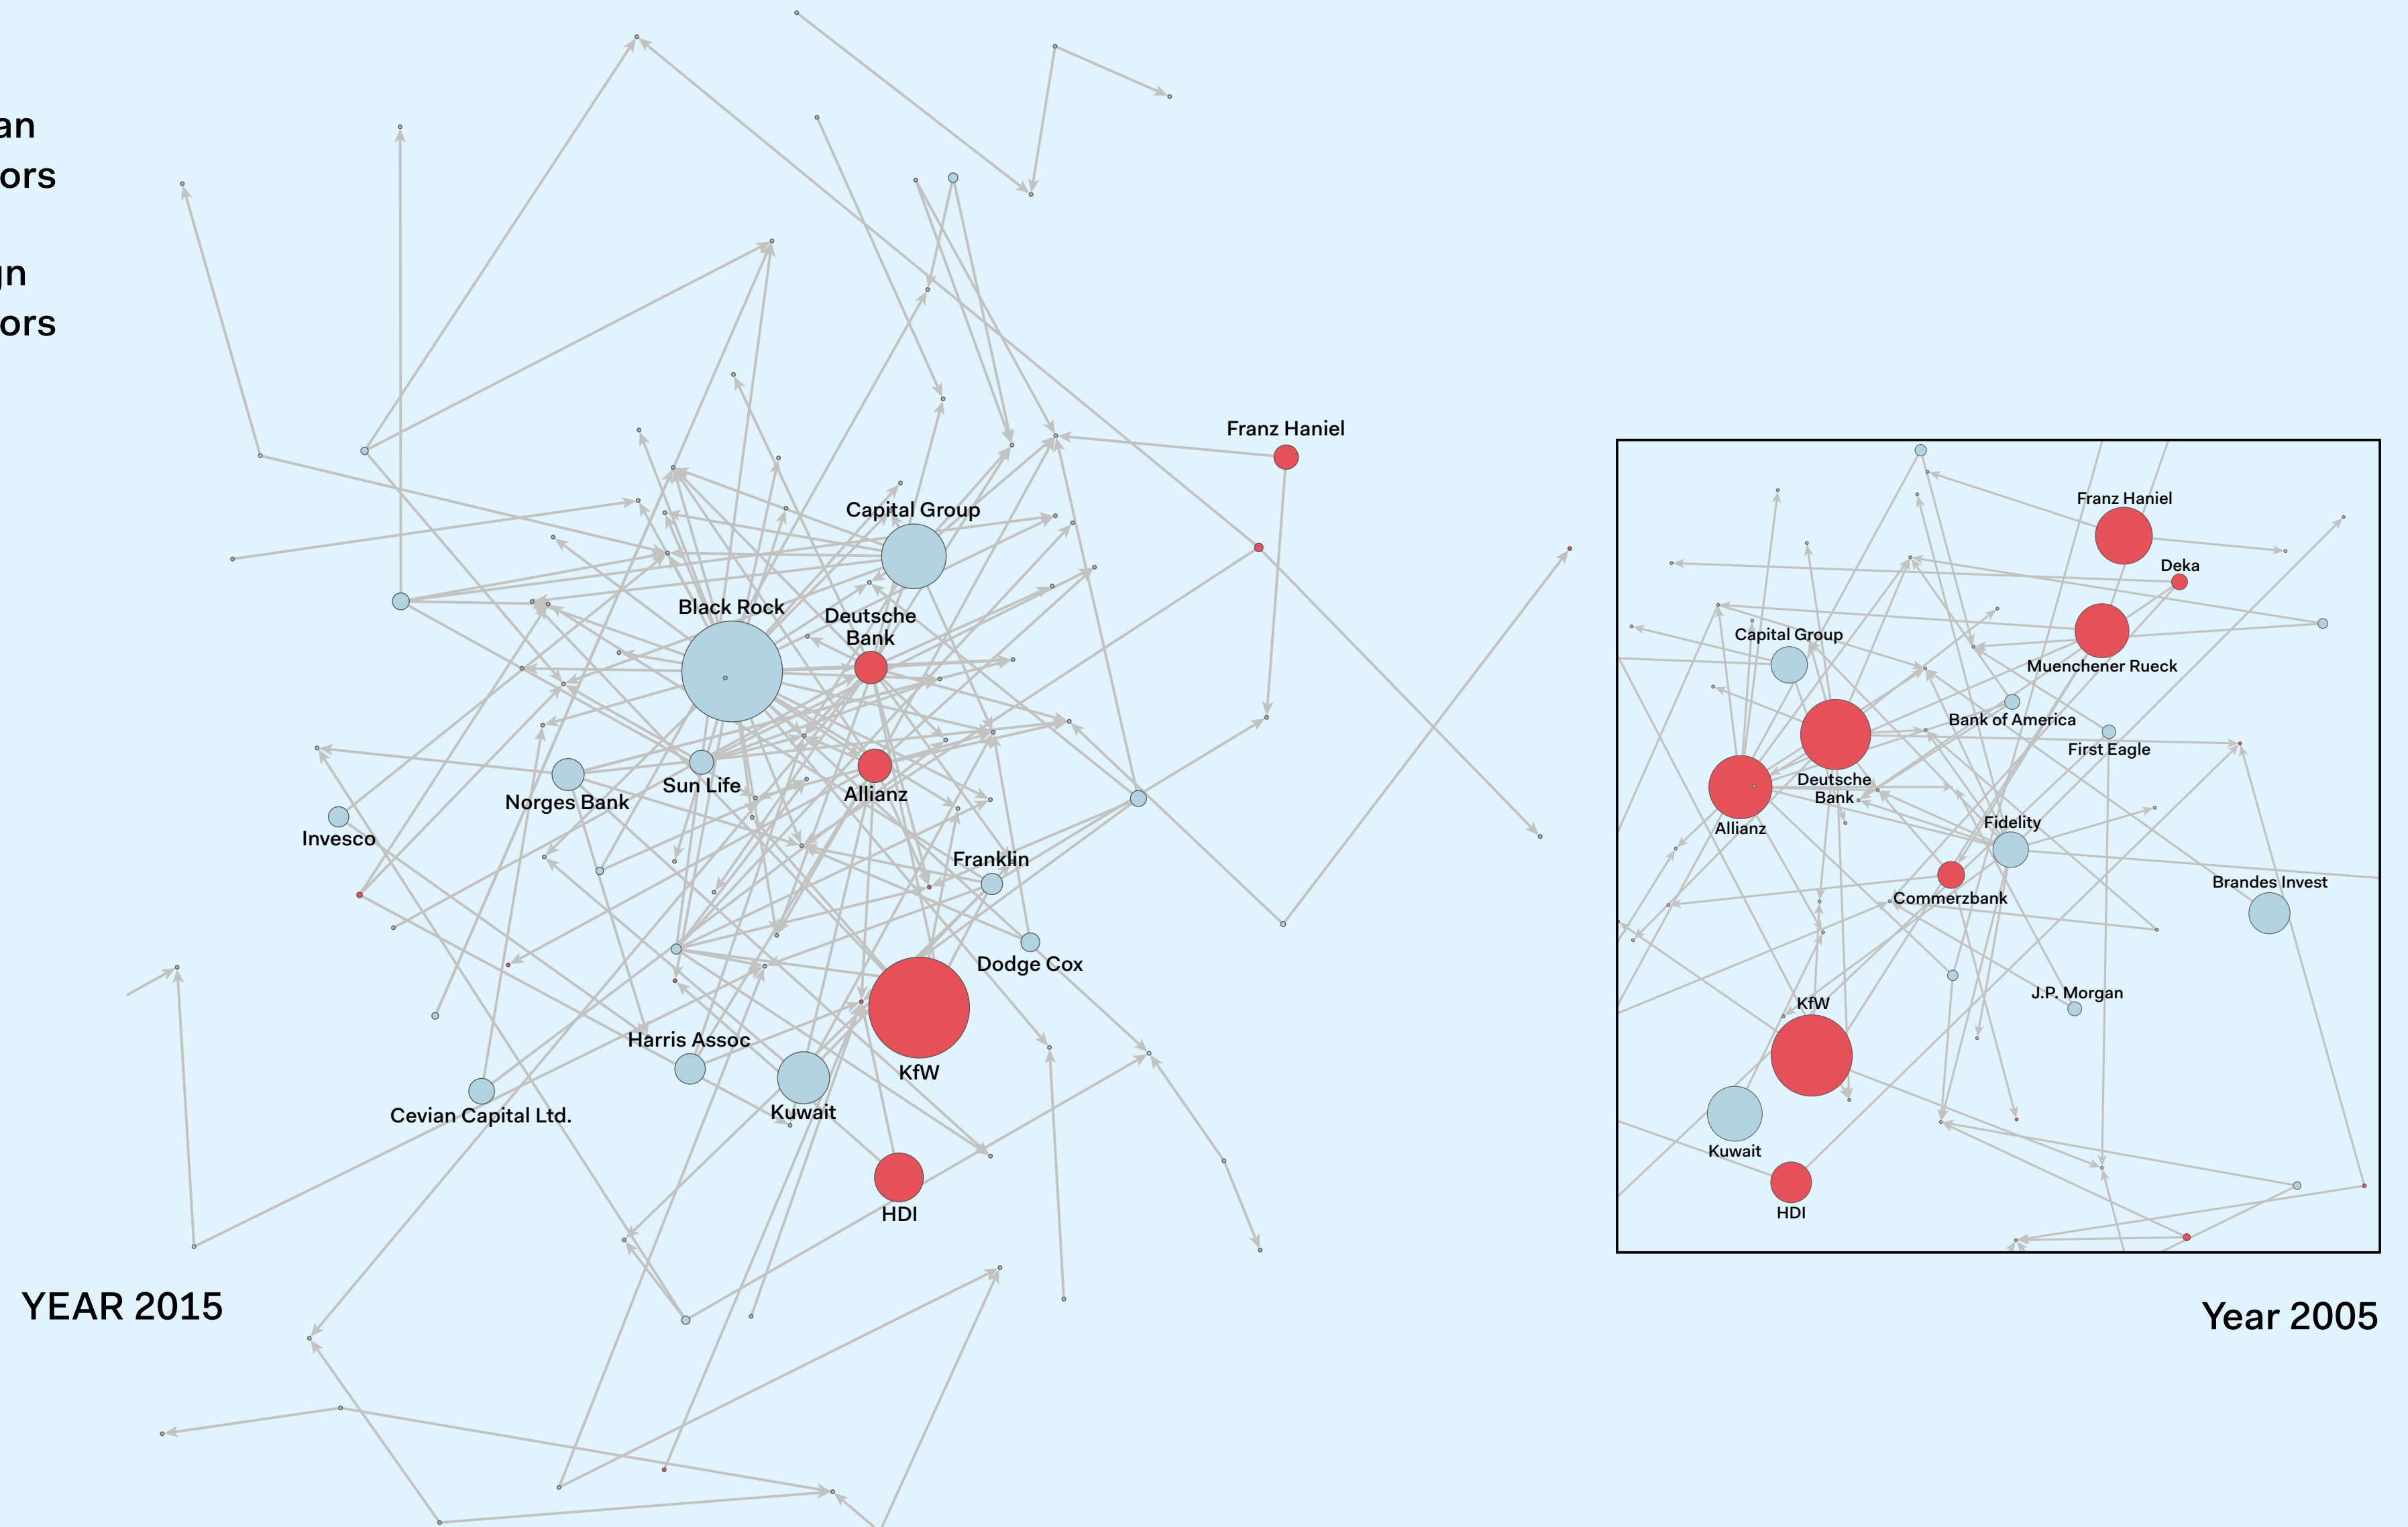 an
ors
gn
ors
Franz Haniel
Capital Group
Black Rock
Deutsche
Bank
Sun Life
Norges Bank
Allianz
Invesco
Franklin
Dodge Cox
Harris Assoc
KfW
Kuwait
Cevian Capital Ltd.
HDI
YEAR 2015
Franz Haniel
Deka
Capital Group
Muenchener Rueck
Bank of America
First Eagle
Deutsche
Bank
Allianz
Fidelity
Brandes Invest
Commerzbank
J.P. Morgan
KfW
Kuwait
HDI
Year 2005